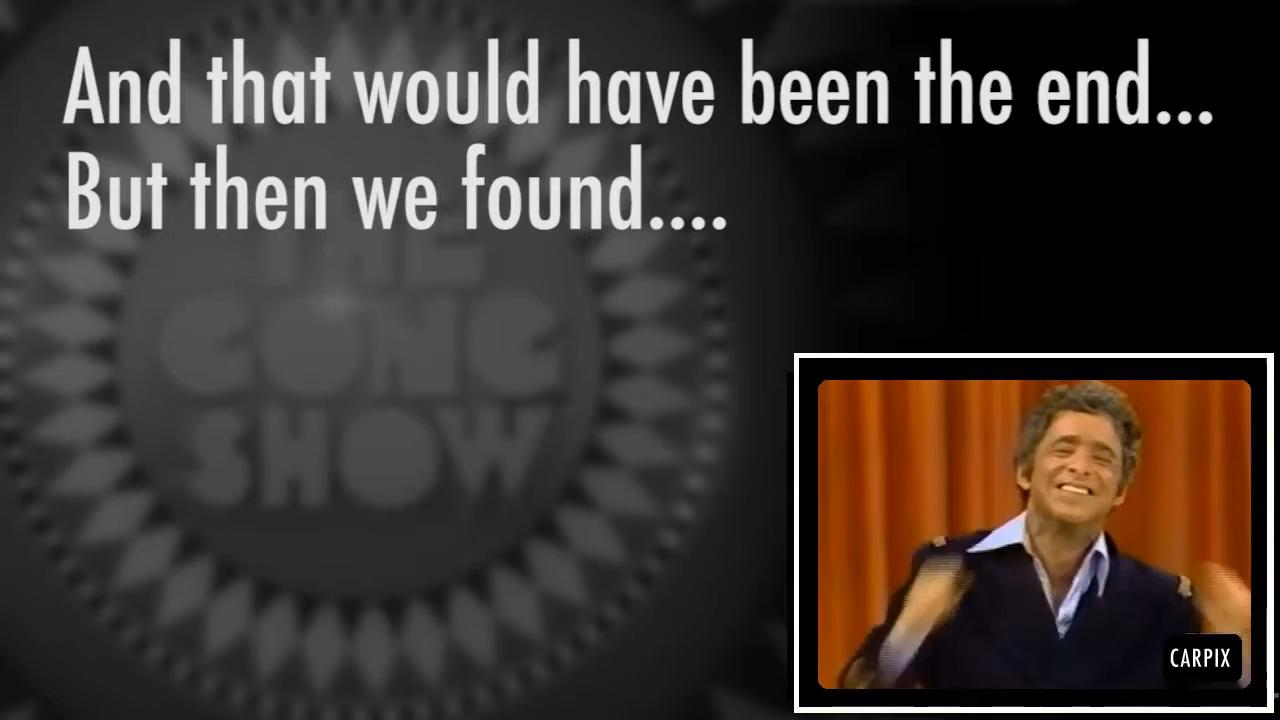 And that would have been the end...
But then we found....
THE
GONG
SHOW
CARPIX